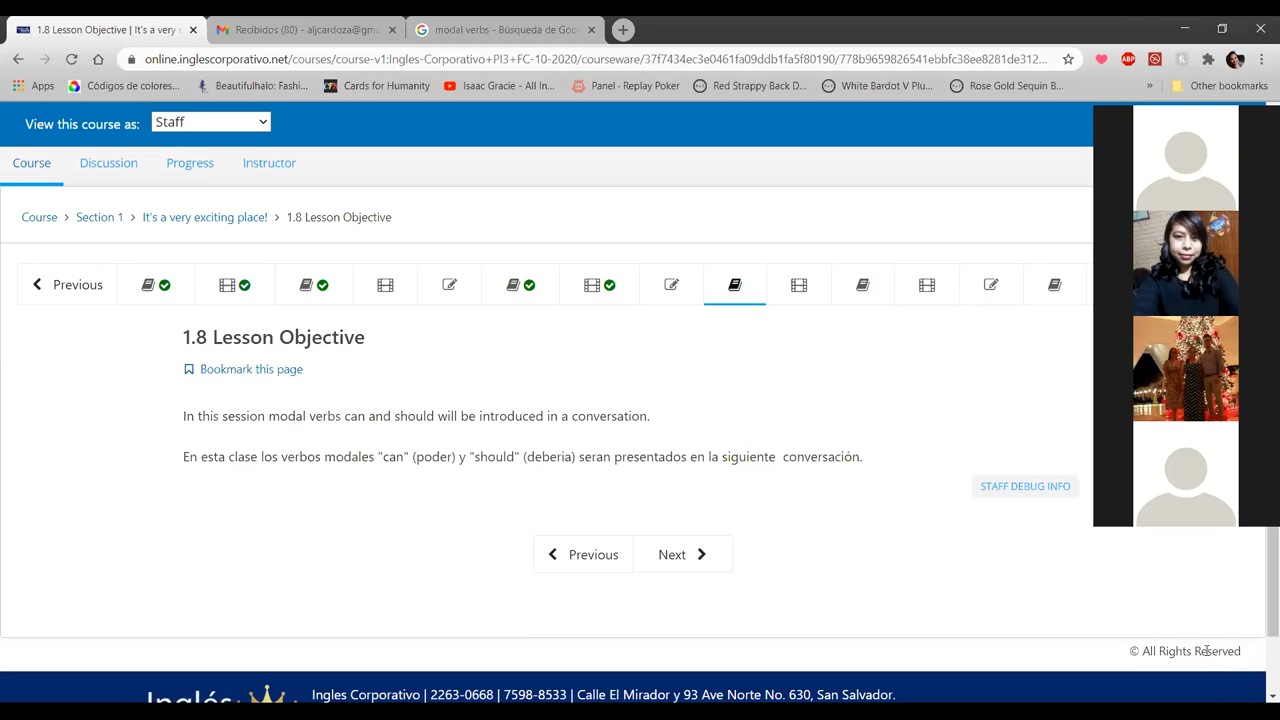 1.8 Lesson Objective | It's a very
Recibidos (80) - aljcardoza@gma
modal verbs - Búsqueda de Goo
online.inglescorporativo.net/courses/course-v1:Ingles Corporativo+PI3+FC-10-2020/courseware/37f7434ec3e0461fa09ddb1fa5f80190/778b9659826541ebbfc38ee8281de312...
Apps
Códigos de colores...
Beautifulhalo: Fashi...
Cards for Humanity
Isaac Gracie - All In...
Panel · Replay Poker
Red Strappy Back D...
White Bardot V Plu...
Rose Gold Sequin B...
»
Other bookmarks
View this course as:
Staff
Course
Discussion
Progress
Instructor
Course > Section 1 > It's a very exciting place! > 1.8 Lesson Objective
Previous
1.8 Lesson Objective
Bookmark this page
In this session modal verbs can and should will be introduced in a conversation.
En esta clase los verbos modales "can" (poder) y "should" (deberia) seran presentados en la siguiente conversación.
STAFF DEBUG INFO
Previous
Next
© All Rights Reserved
Inglés
Ingles Corporativo | 2263-0668 | 7598-8533 | Calle El Mirador y 93 Ave Norte No. 630, San Salvador.